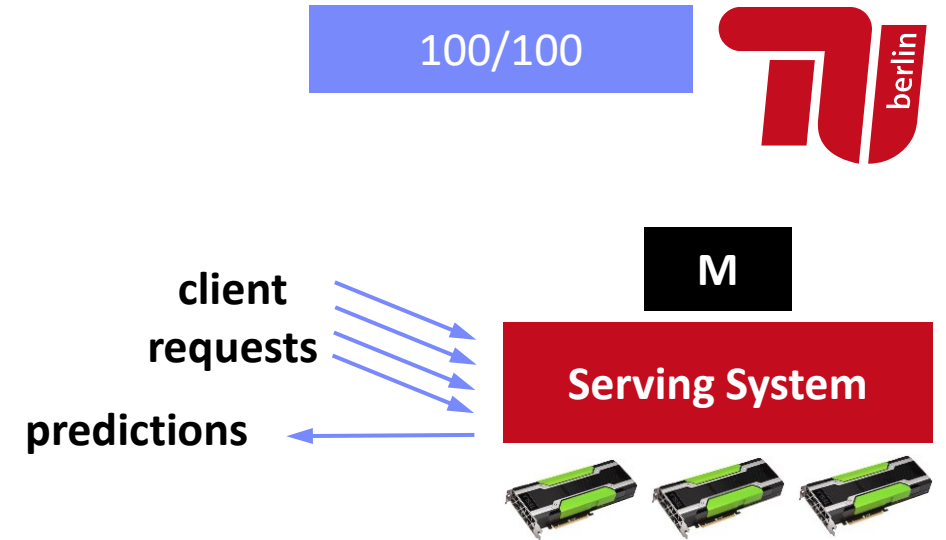 100/100
berlin
M
client
requests
Serving System
predictions